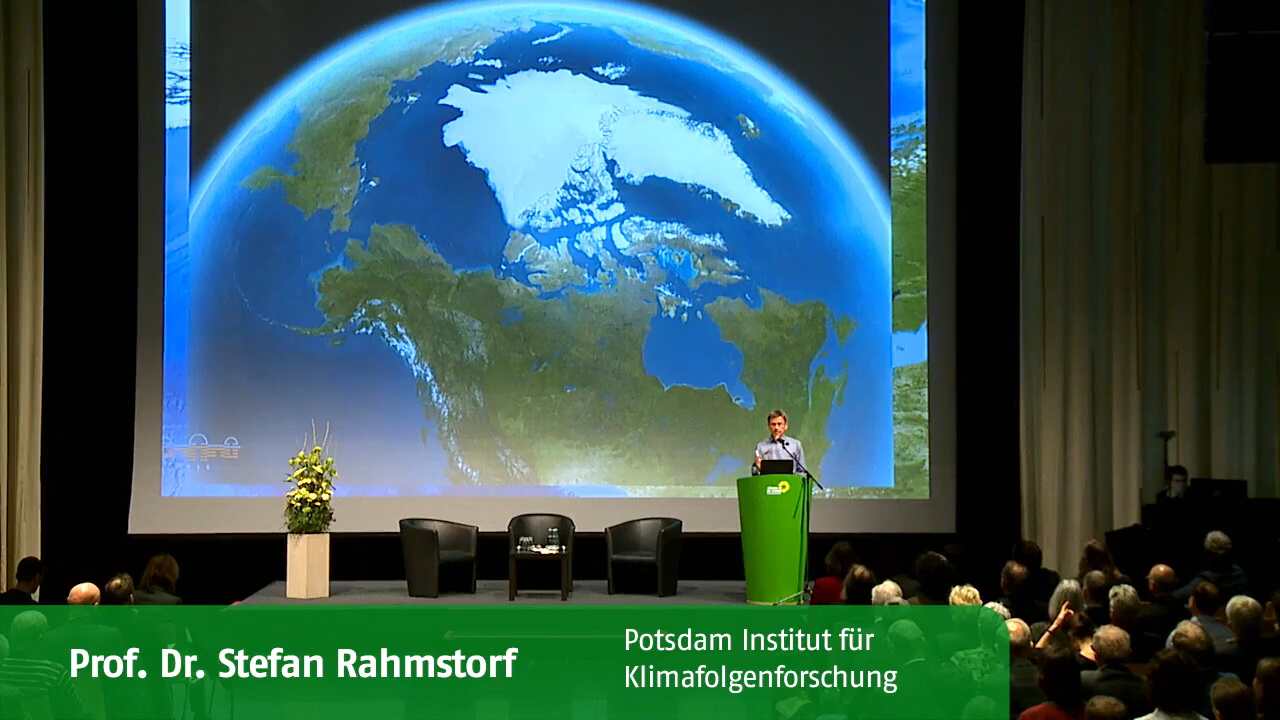 Prof. Dr. Stefan Rahmstorf
Potsdam Institut für
Klimafolgenforschung